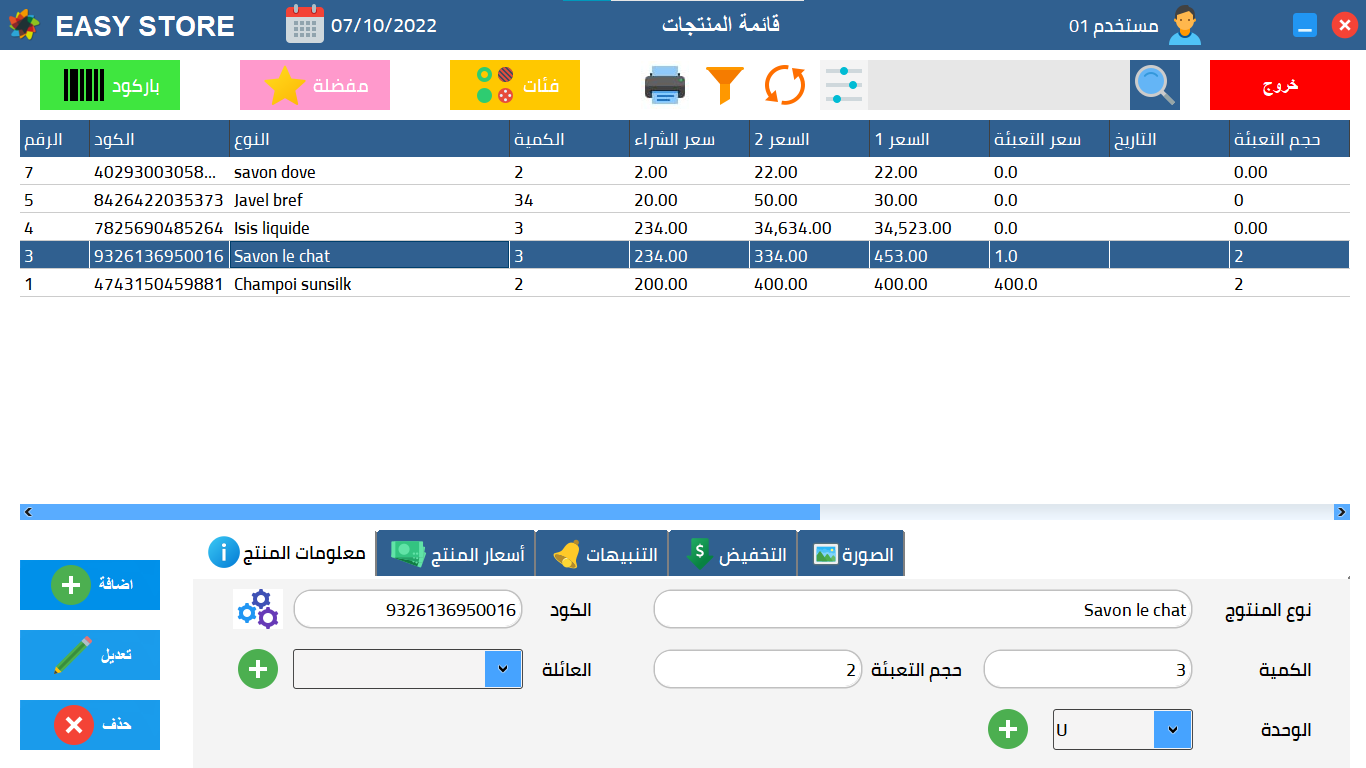 EASY STORE 07/10/2022 قائمة المنتجات مستخدم 01
باركود مفضلة فئات خروج
الرقم الكود النوع الكمية سعر الشراء السعر 2 السعر 1 سعر التعبئة التاريخ حجم التعبئة
7 40293003058... savon dove 2 2.00 22.00 22.00 0.0 0.00
5 8426422035373 Javel bref 34 20.00 50.00 30.00 0.0 0
4 7825690485264 Isis liquide 3 234.00 34,634.00 34,523.00 0.0 0.00
3 9326136950016 Savon le chat 3 234.00 334.00 453.00 1.0 2
1 4743150459881 Champoi sunsilk 2 200.00 400.00 400.00 400.0 2
معلومات المنتج أسعار المنتج التنبيهات التخفيض الصورة
اضافة
تعديل
حذف
نوع المنتوج Savon le chat الكود 9326136950016
الكمية 3 حجم التعبئة 2 العائلة
الوحدة U